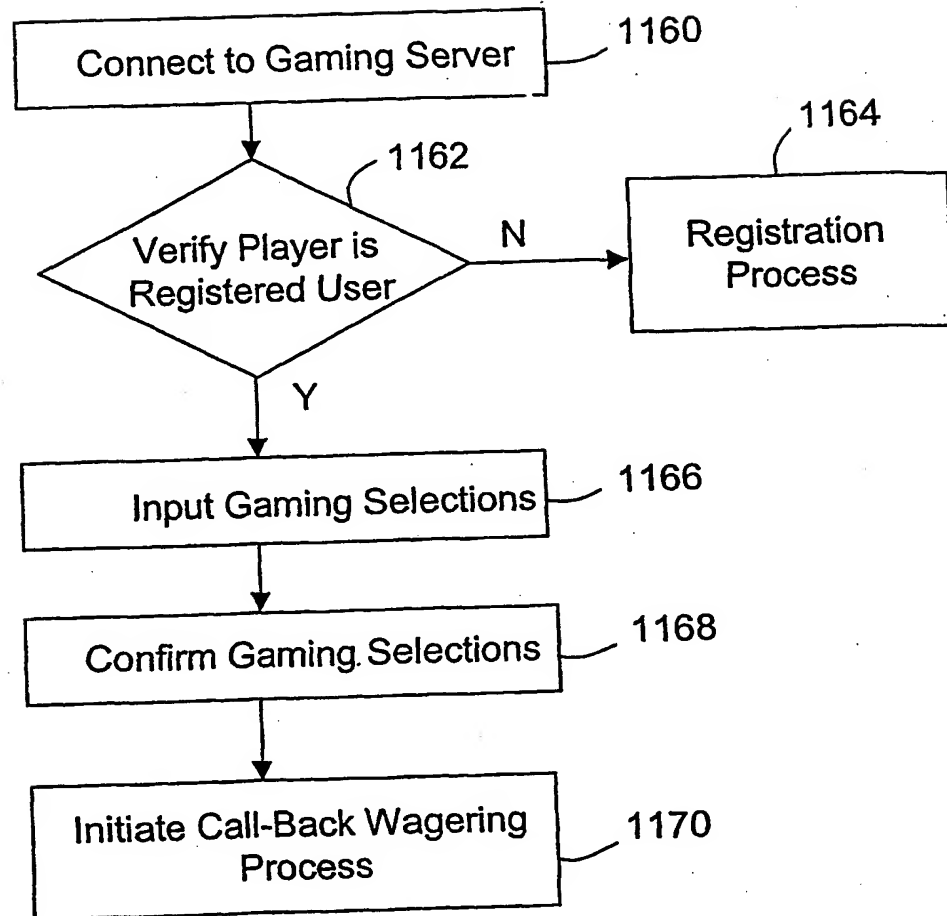 Connect to Gaming Server
1160
1162
1164
Verify Player is
Registered User
N
Registration
Process
Y
Input Gaming Selections
1166
Confirm Gaming Selections
1168
Initiate Call-Back Wagering
Process
1170